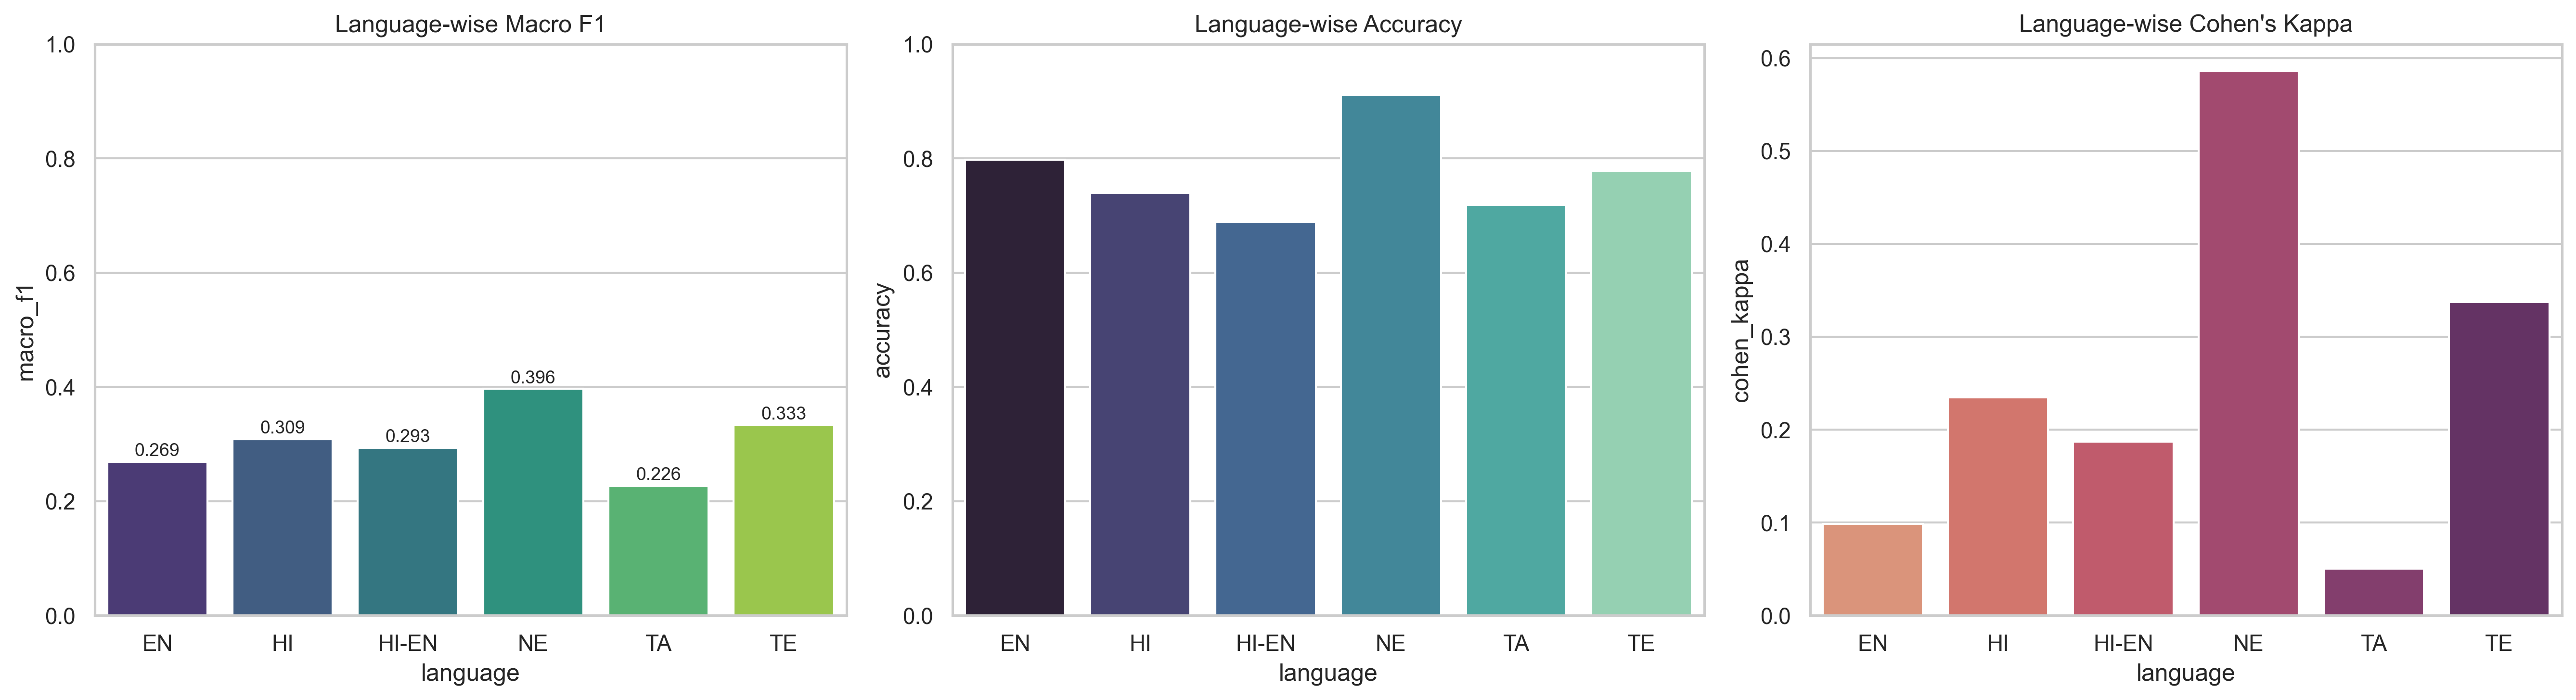 Language-wise Macro F1
1.0
0.8
0.6
0.4
0.2
0.0
macro_f1
0.269
0.309
0.293
0.396
0.226
0.333
EN HI HI-EN NE TA TE
language
Language-wise Accuracy
1.0
0.8
0.6
0.4
0.2
0.0
accuracy
EN HI HI-EN NE TA TE
language
Language-wise Cohen's Kappa
0.6
0.5
0.4
0.3
0.2
0.1
0.0
cohen_kappa
EN HI HI-EN NE TA TE
language